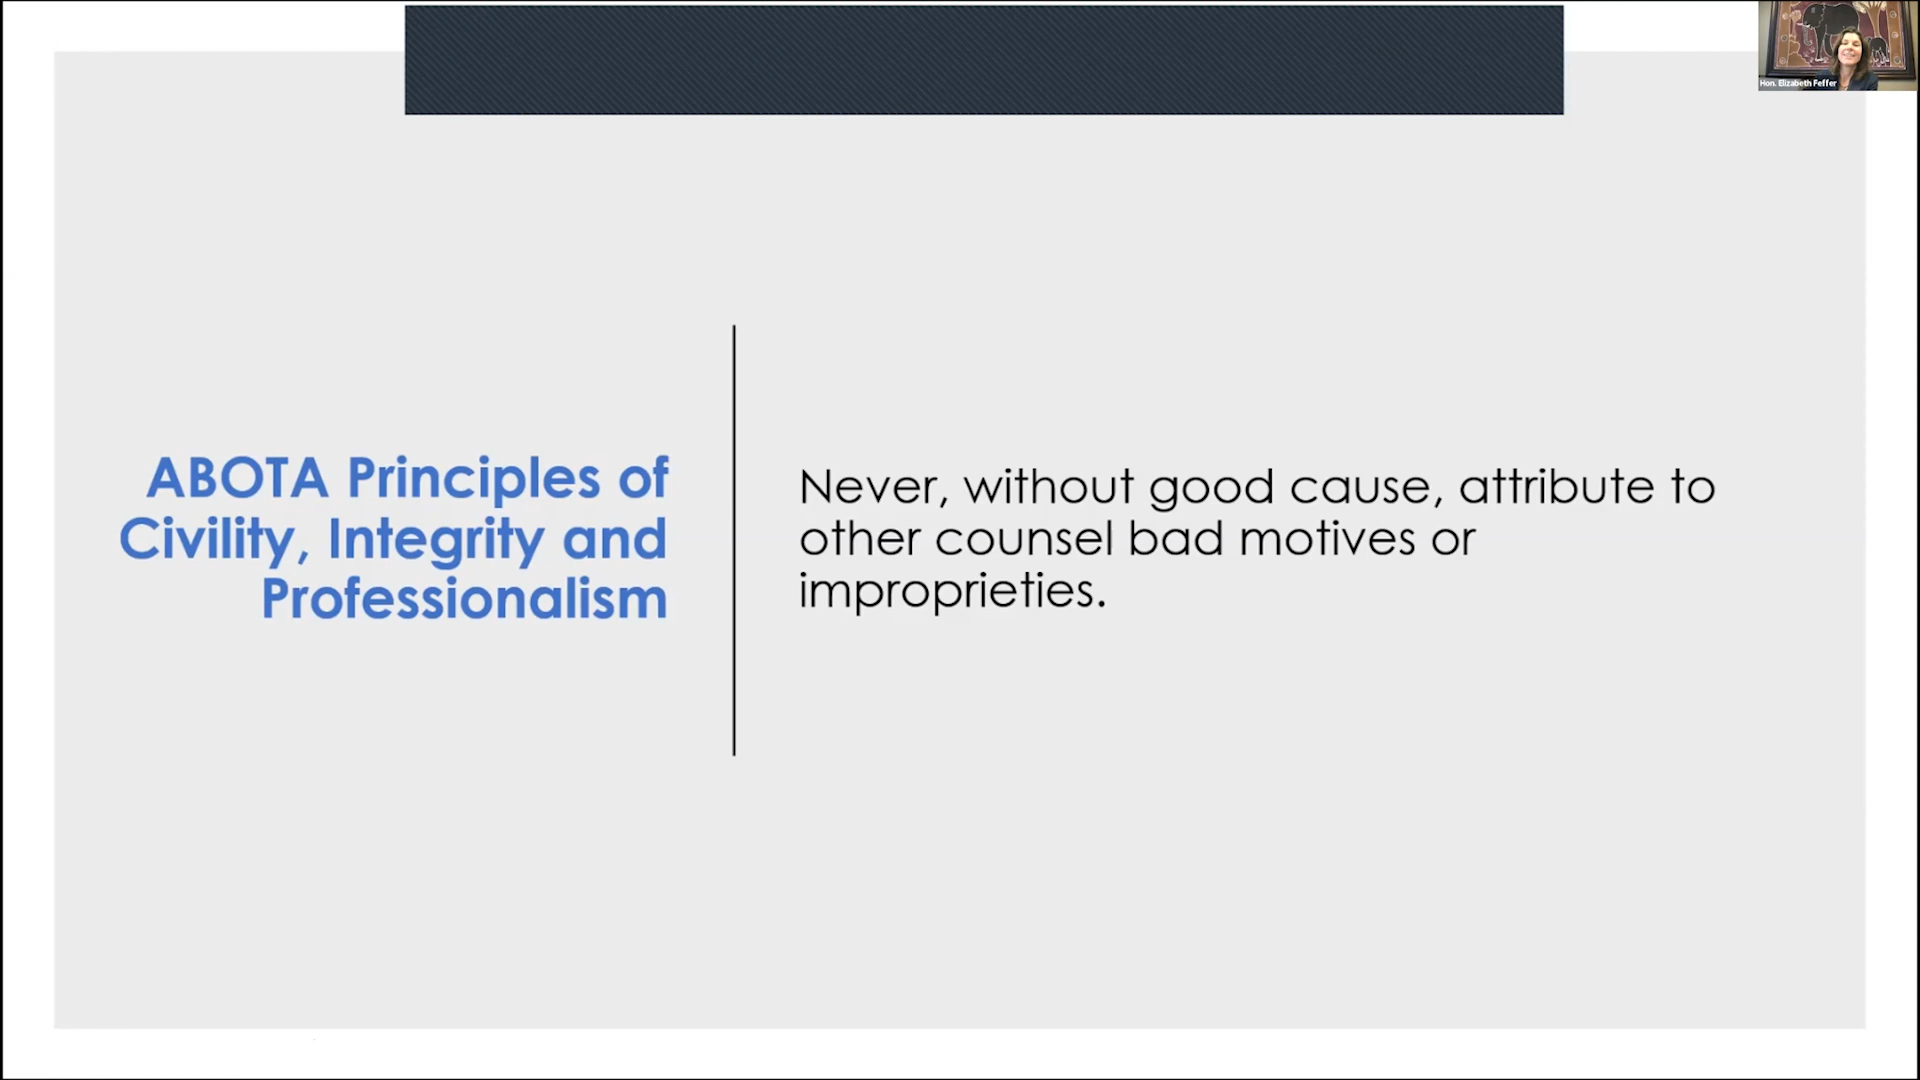 Hon. Elizabeth Feffer
ABOTA Principles of
Civility, Integrity and
Professionalism
Never, without good cause, attribute to
other counsel bad motives or
improprieties.